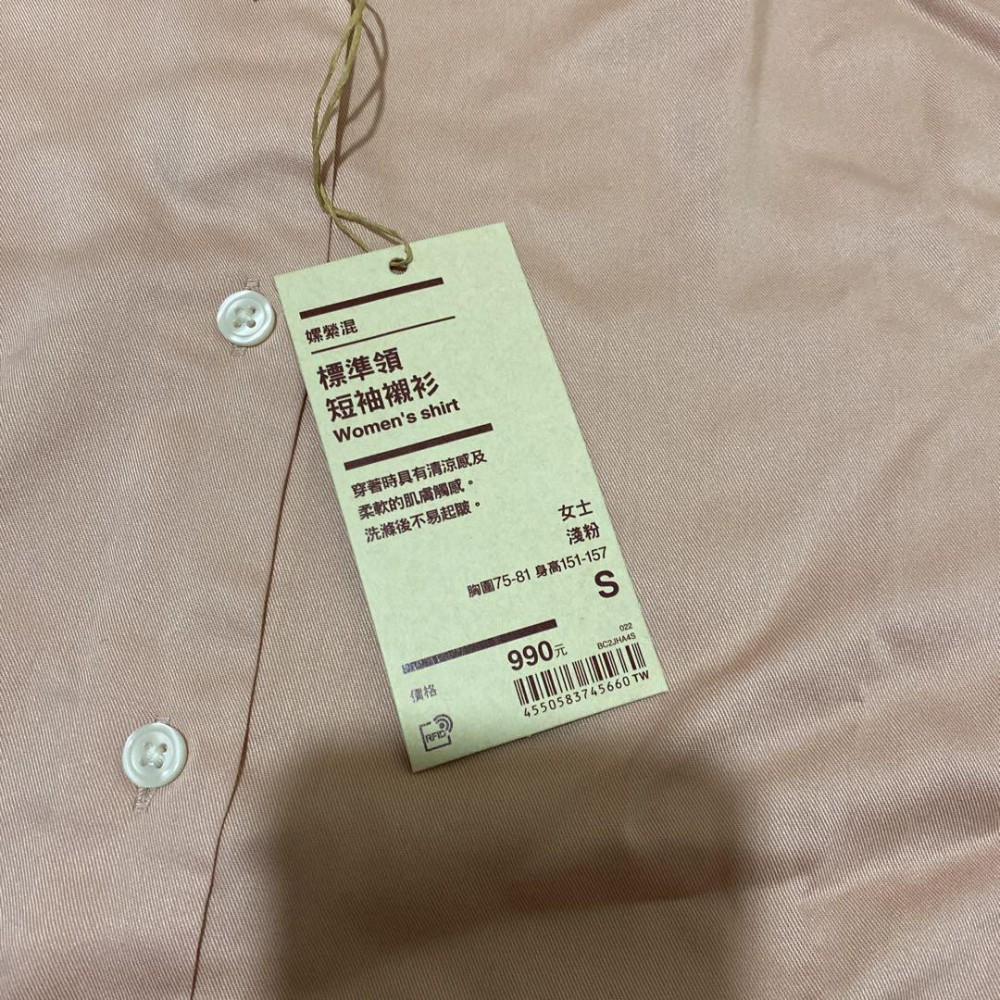 嫘縈混
標準領
短袖襯衫
Women's shirt
穿著時具有清涼感及
柔軟的肌膚觸感。
洗滌後不易起皺。
女士
淺粉
胸圍75-81 身高151-157
S
022
BC2JHA4S
990元
價格
4550583745660 TW
RFID